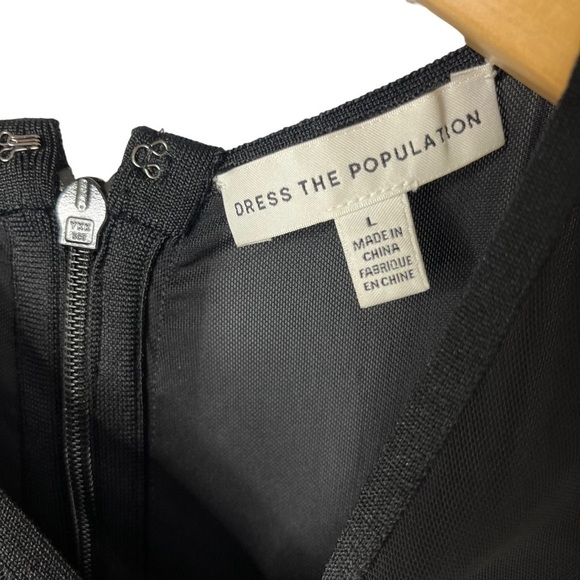 DRESS THE POPULATION
L
MADE IN
CHINA
FABRIQUE
EN CHINE
YKK